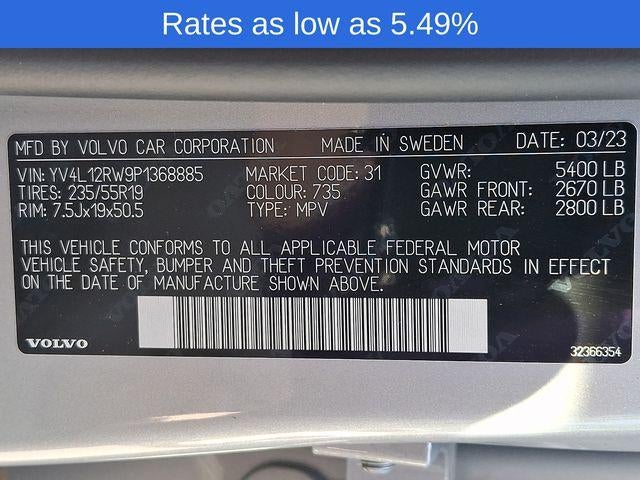 Rates as low as 5.49%
MFD BY VOLVO CAR CORPORATION MADE IN SWEDEN DATE: 03/23
VIN: YV4L12RW9P1368885 MARKET CODE: 31 GVWR: 5400 LB
TIRES: 235/55R19 COLOUR: 735 GAWR FRONT: 2670 LB
RIM: 7.5Jx19x50.5 TYPE: MPV GAWR REAR: 2800 LB
THIS VEHICLE CONFORMS TO ALL APPLICABLE FEDERAL MOTOR
VEHICLE SAFETY, BUMPER AND THEFT PREVENTION STANDARDS IN EFFECT
ON THE DATE OF MANUFACTURE SHOWN ABOVE.
VOLVO 32366354